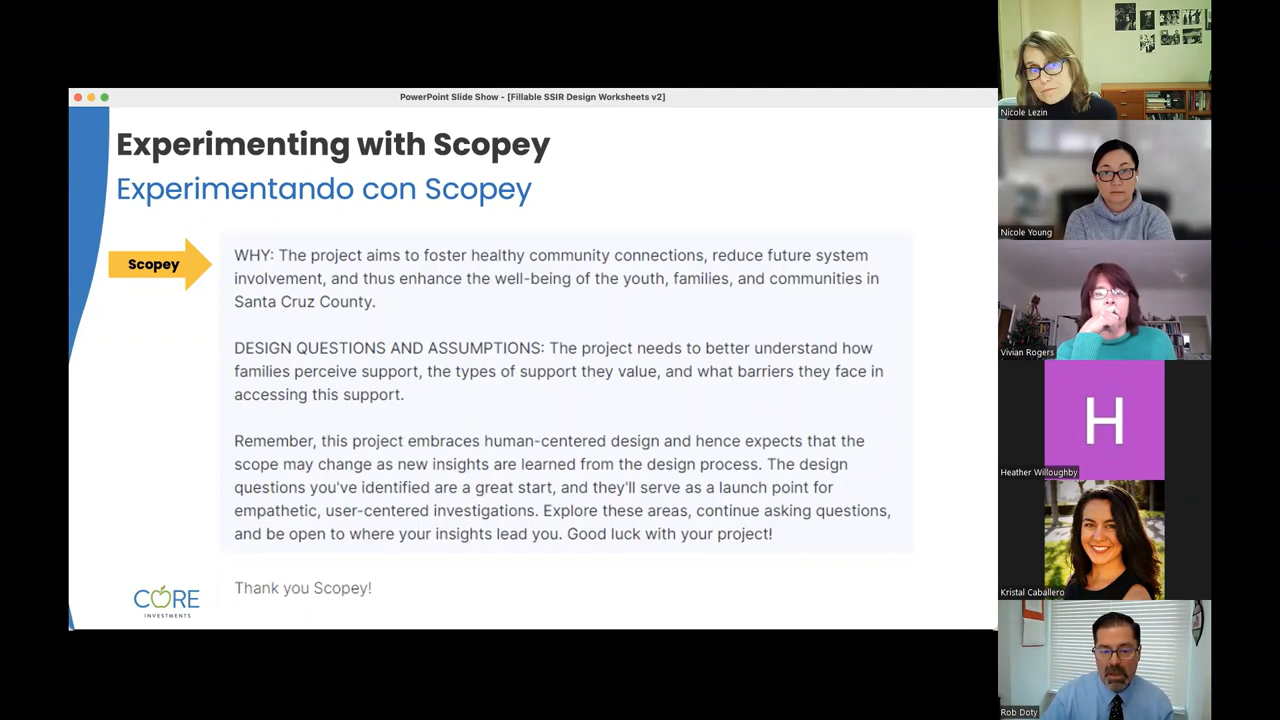 PowerPoint Slide Show - [Fillable SSIR Design Worksheets v2]
Experimenting with Scopey
Experimentando con Scopey
Scopey
WHY: The project aims to foster healthy community connections, reduce future system
involvement, and thus enhance the well-being of the youth, families, and communities in
Santa Cruz County.
DESIGN QUESTIONS AND ASSUMPTIONS: The project needs to better understand how
families perceive support, the types of support they value, and what barriers they face in
accessing this support.
Remember, this project embraces human-centered design and hence expects that the
scope may change as new insights are learned from the design process. The design
questions you've identified are a great start, and they'll serve as a launch point for
empathetic, user-centered investigations. Explore these areas, continue asking questions,
and be open to where your insights lead you. Good luck with your project!
Thank you Scopey!
CORE
INVESTMENTS
Nicole Lezin
Nicole Young
Vivian Rogers
H
Heather Willoughby
Kristal Caballero
Rob Doty